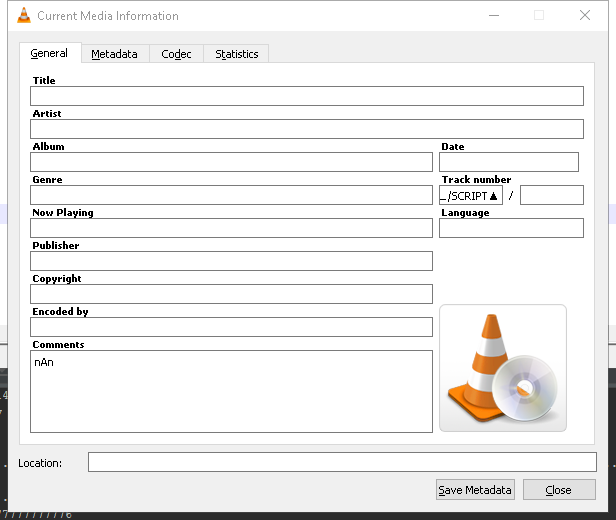 Current Media Information
General Metadata Codec Statistics
Title
Artist
Album Date
Genre Track number
_/SCRIPT▲ /
Now Playing Language
Publisher
Copyright
Encoded by
Comments
nAn
Location:
Save Metadata Close